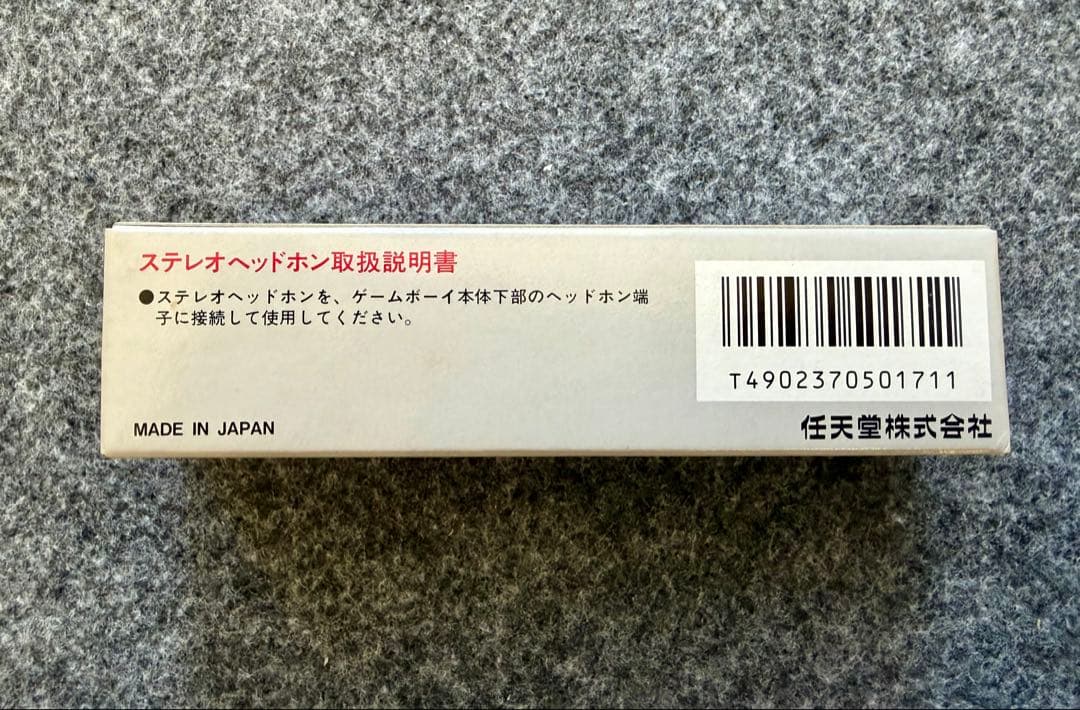 ステレオヘッドホン取扱説明書
●ステレオヘッドホンを、ゲームボーイ本体下部のヘッドホン端
子に接続して使用してください。
T4902370501711
MADE IN JAPAN
任天堂株式会社